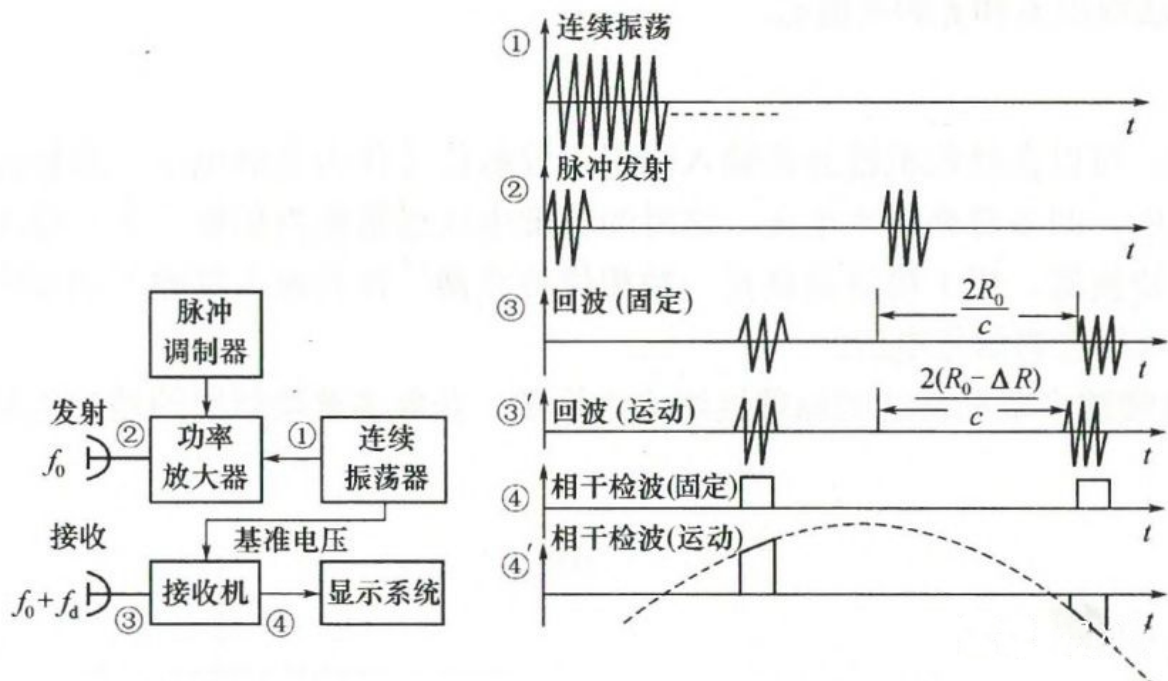 脉冲
调制器
发射
②
①
f₀
功率
放大器
连续
振荡器
接收
基准电压
f₀ + f_d
接收机
显示系统
③
④
① 连续振荡
t
脉冲发射
②
t
③ 回波 (固定)
2R₀/c
t
③′ 回波 (运动)
2(R₀ − ΔR)/c
t
④ 相干检波(固定)
t
④′ 相干检波(运动)
t